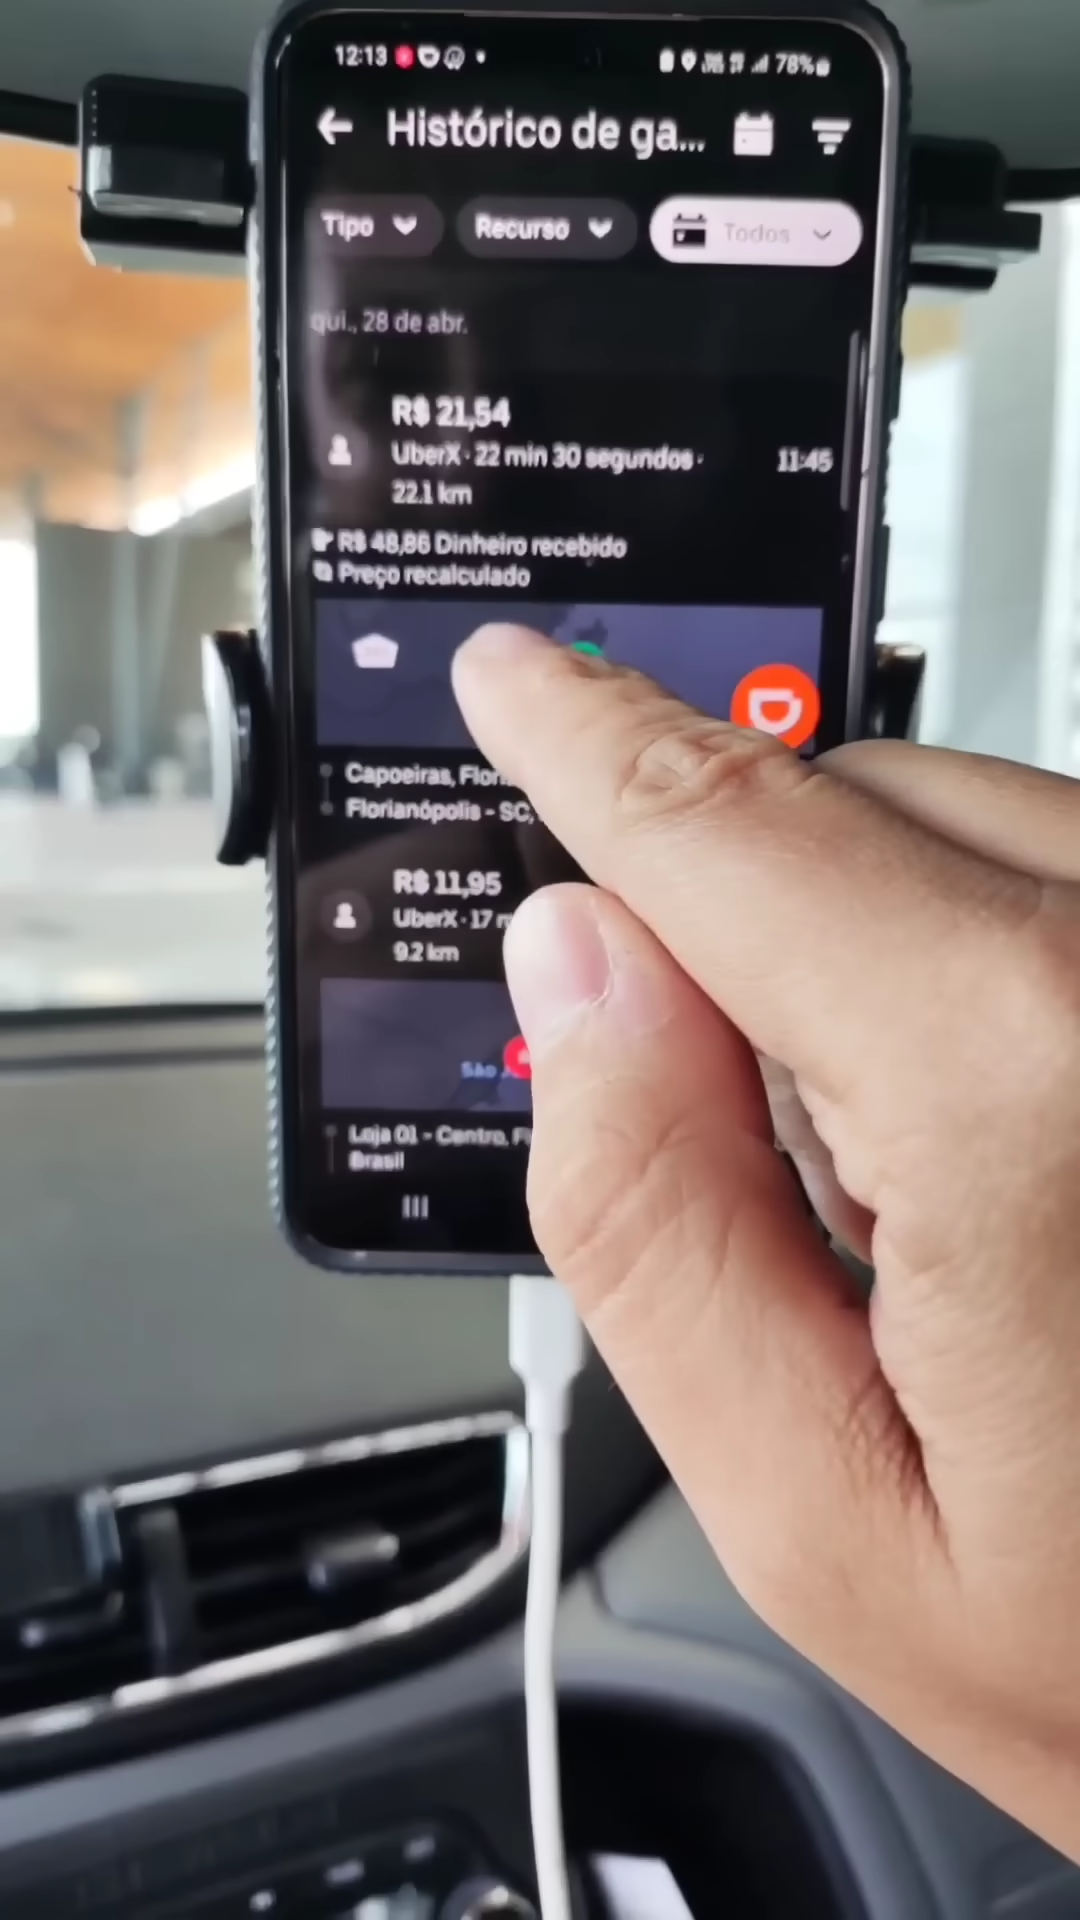 12:13
78%
Histórico de ga...
Tipo
Recurso
Todos
qui., 28 de abr.
R$ 21,54
UberX · 22 min 30 segundos ·
11:45
22.1 km
R$ 48,86 Dinheiro recebido
Preço recalculado
Capoeiras,
Florianópolis - SC,
R$ 11,95
UberX · 17
9.2 km
São
Loja 01 - Centro,
Brasil